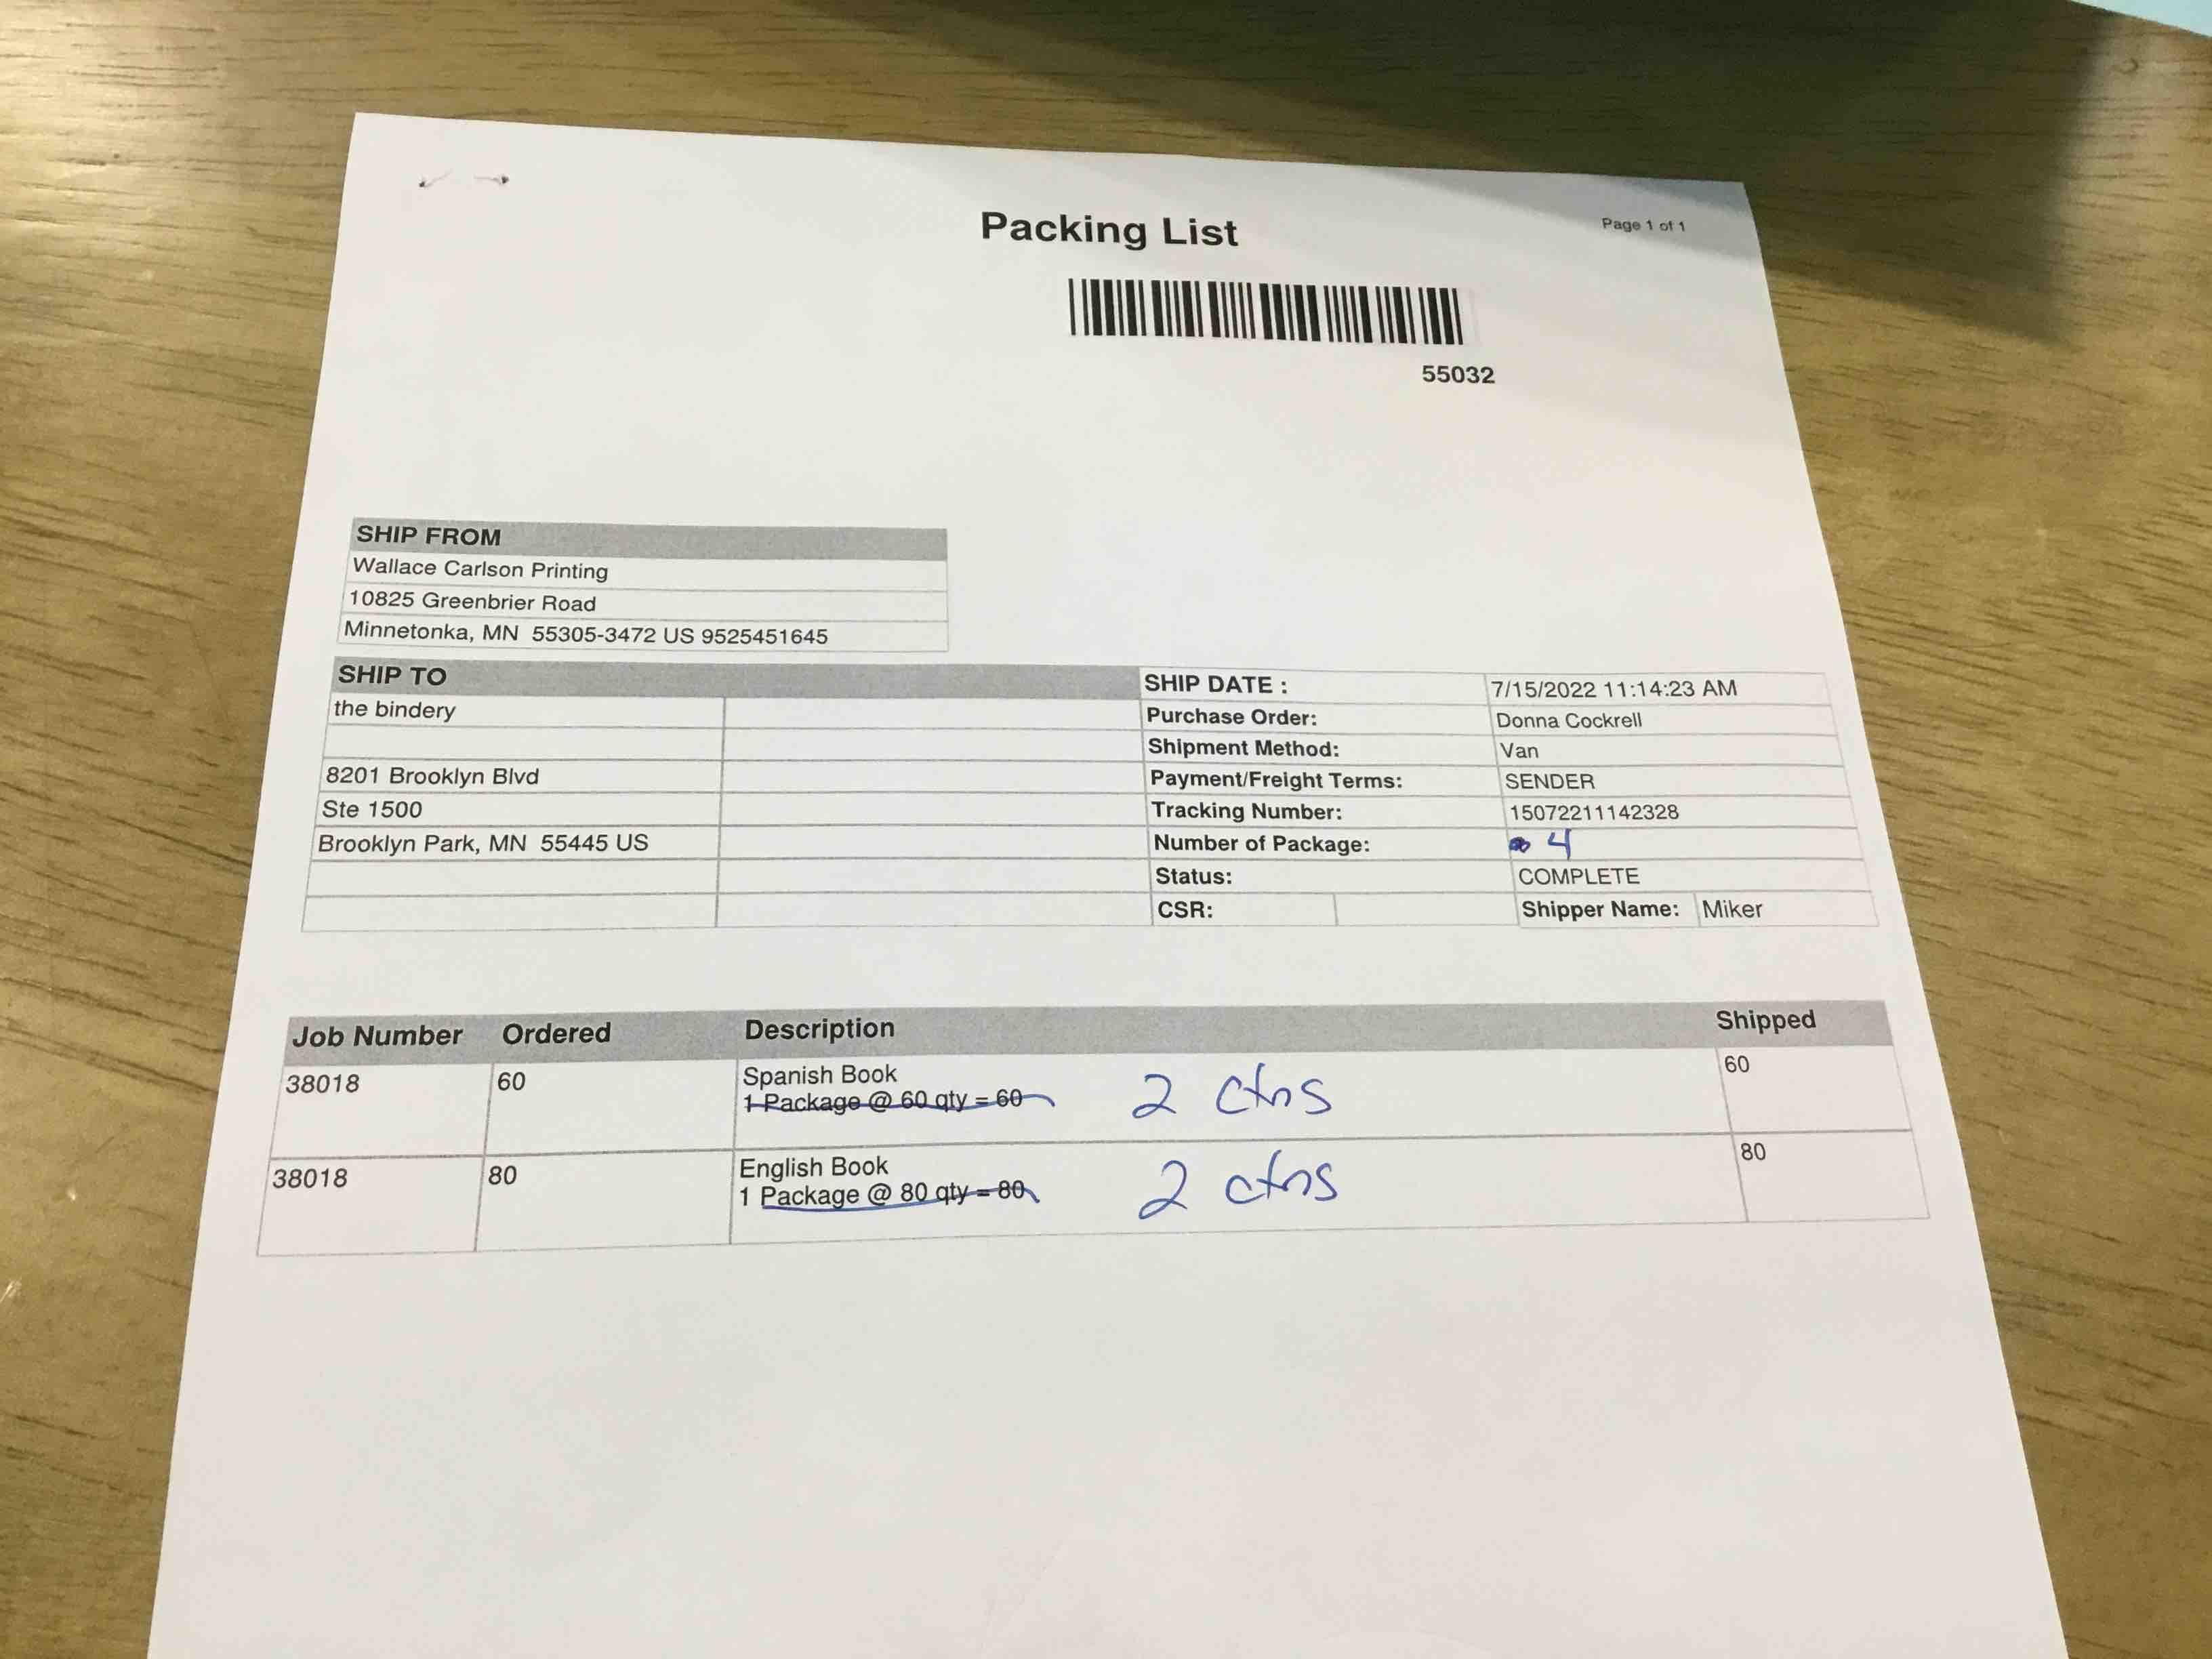 Packing List
Page 1 of 1
55032
SHIP FROM
Wallace Carlson Printing
10825 Greenbrier Road
Minnetonka, MN 55305-3472 US 9525451645
SHIP TO
the bindery
8201 Brooklyn Blvd
Ste 1500
Brooklyn Park, MN 55445 US
SHIP DATE : 7/15/2022 11:14:23 AM
Purchase Order: Donna Cockrell
Shipment Method: Van
Payment/Freight Terms: SENDER
Tracking Number: 15072211142328
Number of Package: 4
Status: COMPLETE
CSR: Shipper Name: Miker
Job Number Ordered Description Shipped
38018 60 Spanish Book 60
1 Package @ 60 qty = 60 2 ctns
38018 80 English Book 80
1 Package @ 80 qty = 80 2 ctns